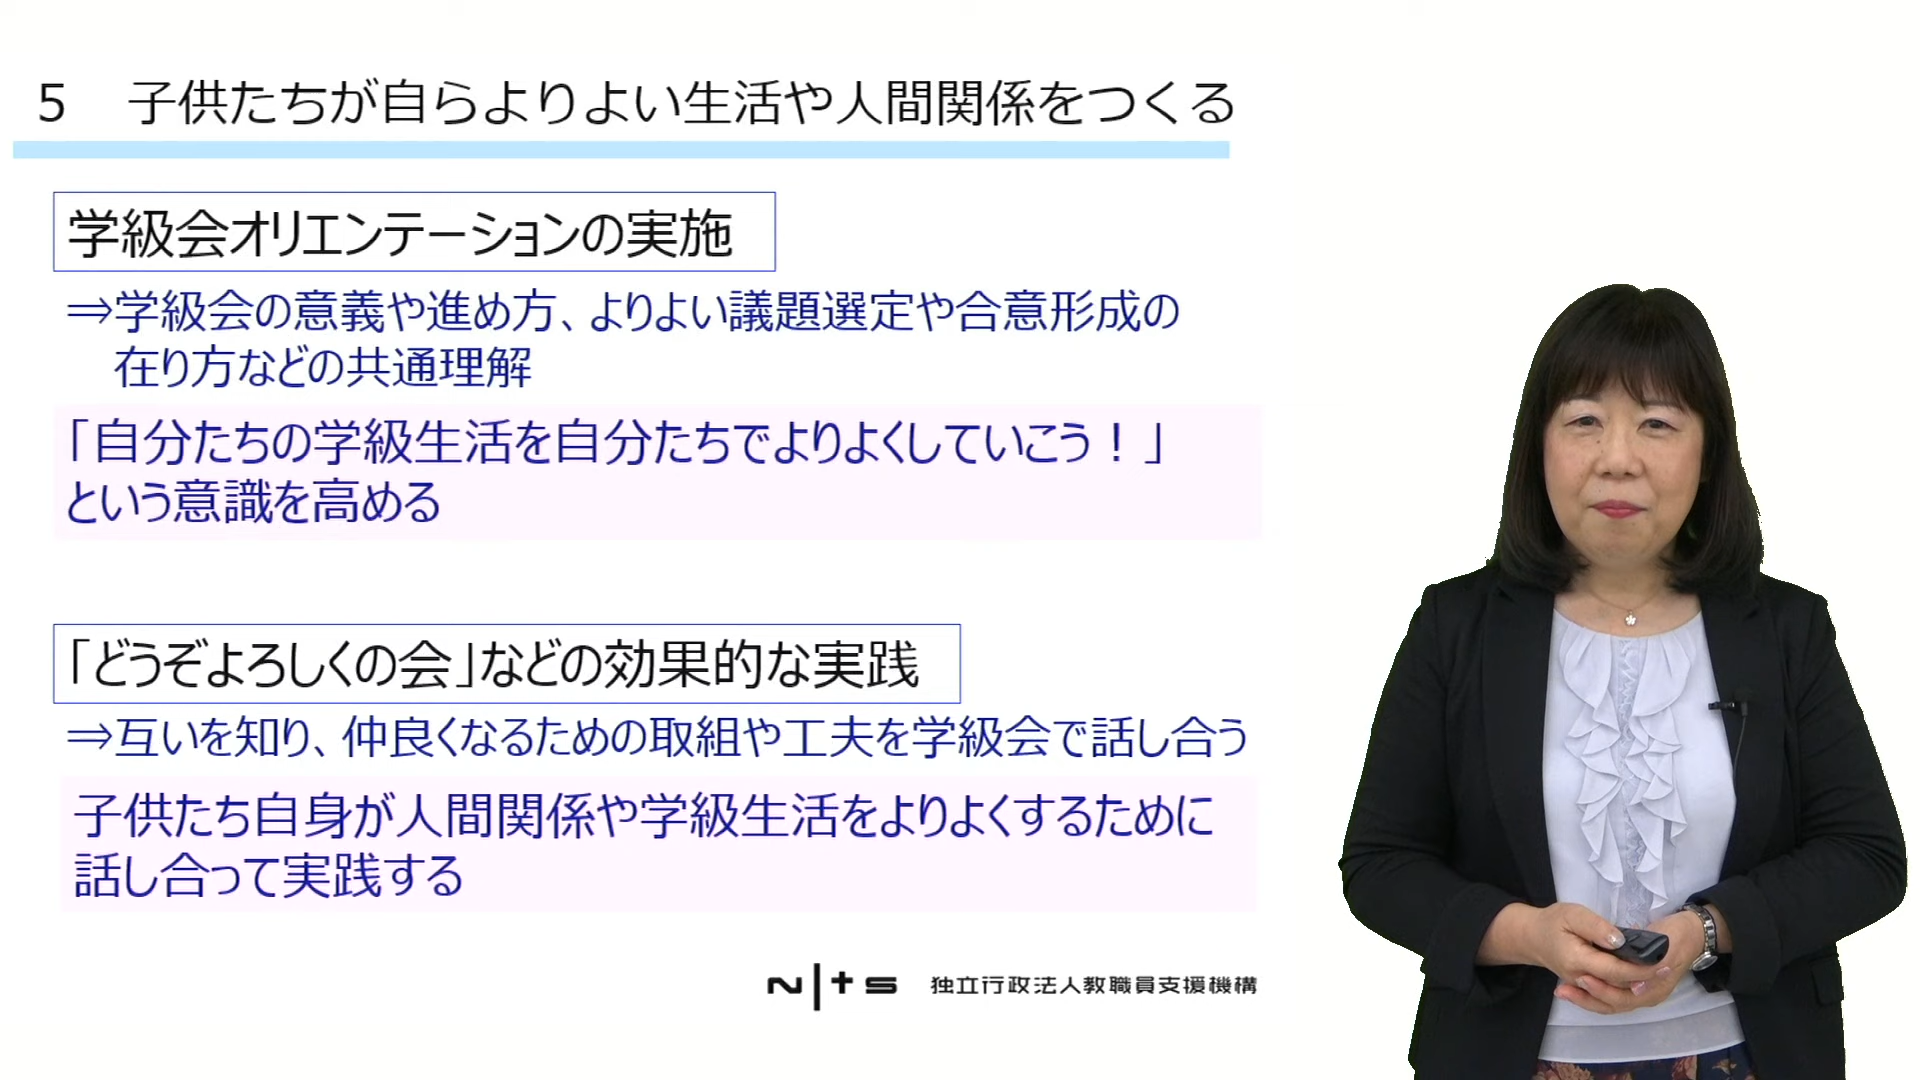 5　子供たちが自らよりよい生活や人間関係をつくる
学級会オリエンテーションの実施
⇒学級会の意義や進め方、よりよい議題選定や合意形成の
在り方などの共通理解
「自分たちの学級生活を自分たちでよりよくしていこう！」
という意識を高める
「どうぞよろしくの会」などの効果的な実践
⇒互いを知り、仲良くなるための取組や工夫を学級会で話し合う
子供たち自身が人間関係や学級生活をよりよくするために
話し合って実践する
NITS 独立行政法人教職員支援機構